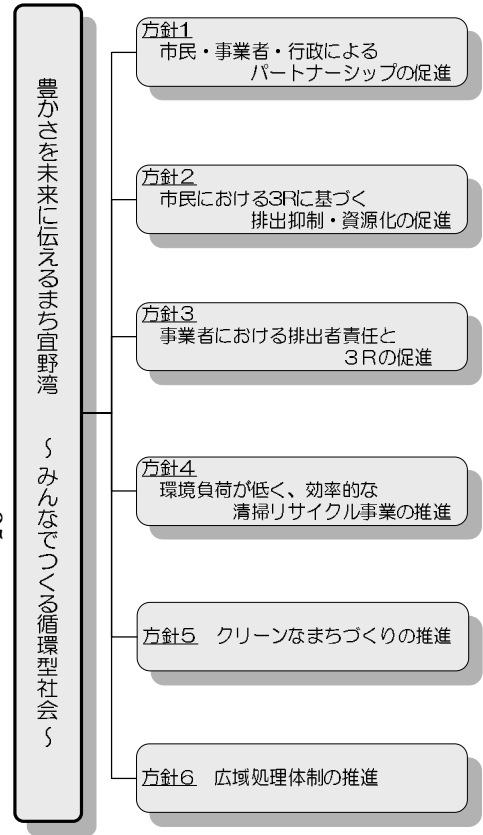 豊かさを未来に伝えるまち宜野湾　～みんなでつくる循環型社会～
方針1
市民・事業者・行政による
パートナーシップの促進
方針2
市民における3Rに基づく
排出抑制・資源化の促進
方針3
事業者における排出者責任と
３Ｒの促進
方針4
環境負荷が低く、効率的な
清掃リサイクル事業の推進
方針5　クリーンなまちづくりの推進
方針6　広域処理体制の推進